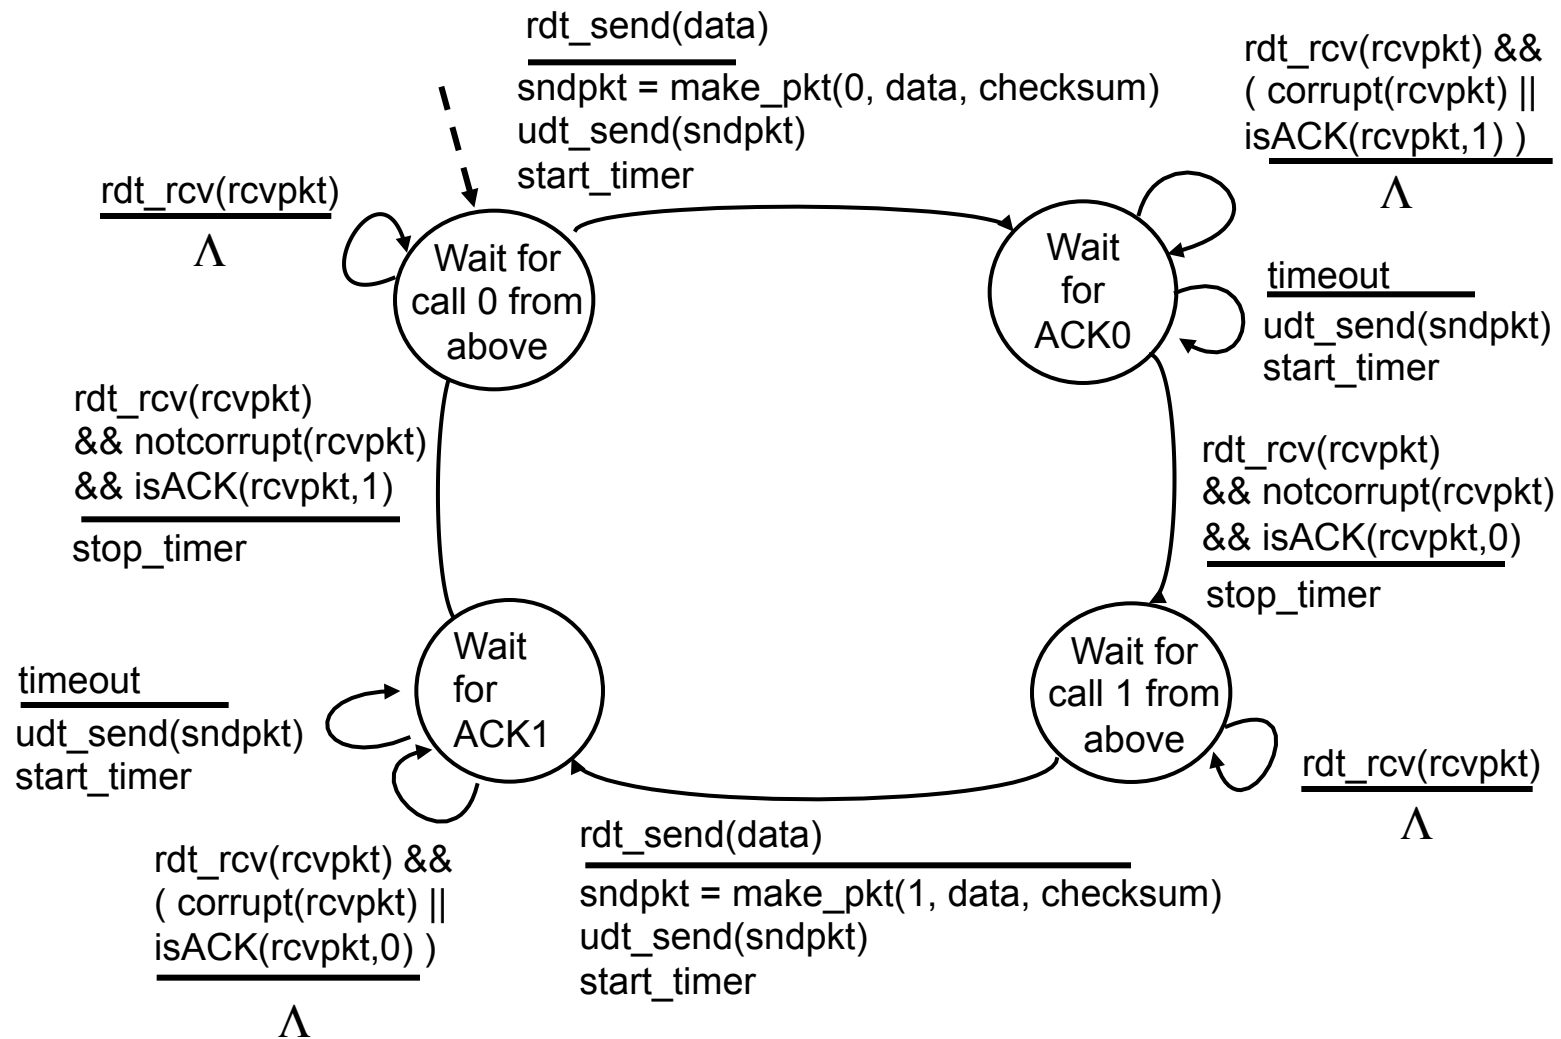 rdt_send(data)
sndpkt = make_pkt(0, data, checksum)
udt_send(sndpkt)
start_timer
rdt_rcv(rcvpkt) &&
( corrupt(rcvpkt) ||
isACK(rcvpkt,1) )
Λ
rdt_rcv(rcvpkt)
Λ
Wait for
call 0 from
above
Wait
for
ACK0
timeout
udt_send(sndpkt)
start_timer
rdt_rcv(rcvpkt)
&& notcorrupt(rcvpkt)
&& isACK(rcvpkt,1)
stop_timer
rdt_rcv(rcvpkt)
&& notcorrupt(rcvpkt)
&& isACK(rcvpkt,0)
stop_timer
Wait
for
ACK1
Wait for
call 1 from
above
timeout
udt_send(sndpkt)
start_timer
rdt_rcv(rcvpkt)
Λ
rdt_rcv(rcvpkt) &&
( corrupt(rcvpkt) ||
isACK(rcvpkt,0) )
Λ
rdt_send(data)
sndpkt = make_pkt(1, data, checksum)
udt_send(sndpkt)
start_timer